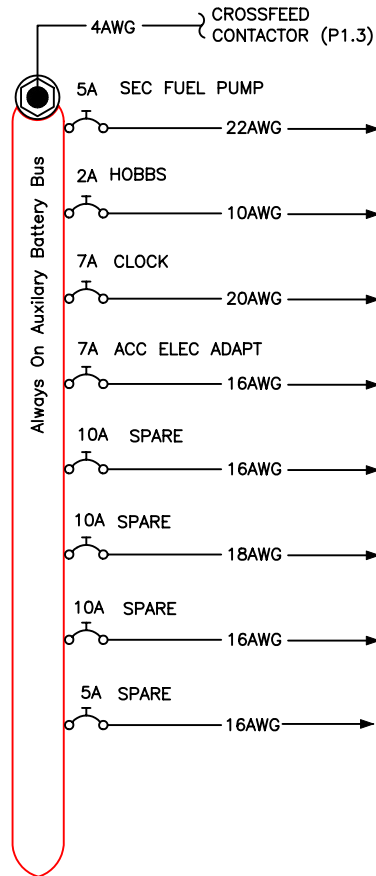 CROSSFEED
4AWG CONTACTOR (P1.3)
5A SEC FUEL PUMP
22AWG
2A HOBBS
10AWG
7A CLOCK
20AWG
7A ACC ELEC ADAPT
16AWG
10A SPARE
16AWG
10A SPARE
18AWG
10A SPARE
16AWG
5A SPARE
16AWG
Always On Auxilary Battery Bus